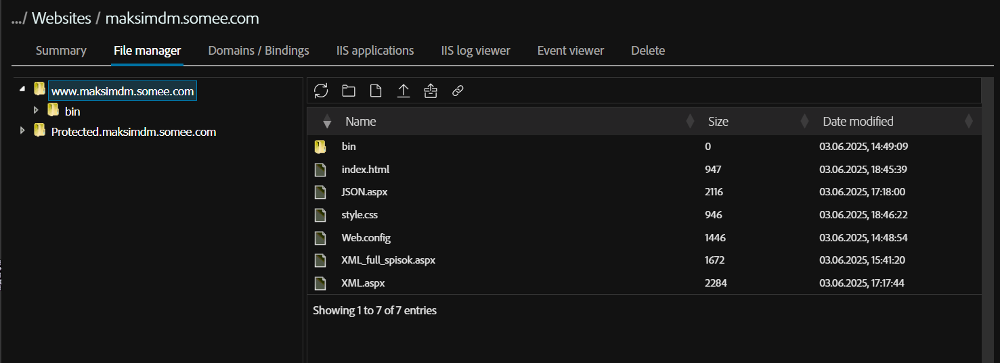 .../ Websites / maksimdm.somee.com
Summary File manager Domains / Bindings IIS applications IIS log viewer Event viewer Delete
www.maksimdm.somee.com
bin
Protected.maksimdm.somee.com
Name Size Date modified
bin 0 03.06.2025, 14:49:09
index.html 947 03.06.2025, 18:45:39
JSON.aspx 2116 03.06.2025, 17:18:00
style.css 946 03.06.2025, 18:46:22
Web.config 1446 03.06.2025, 14:48:54
XML_full_spisok.aspx 1672 03.06.2025, 15:41:20
XML.aspx 2284 03.06.2025, 17:17:44
Showing 1 to 7 of 7 entries